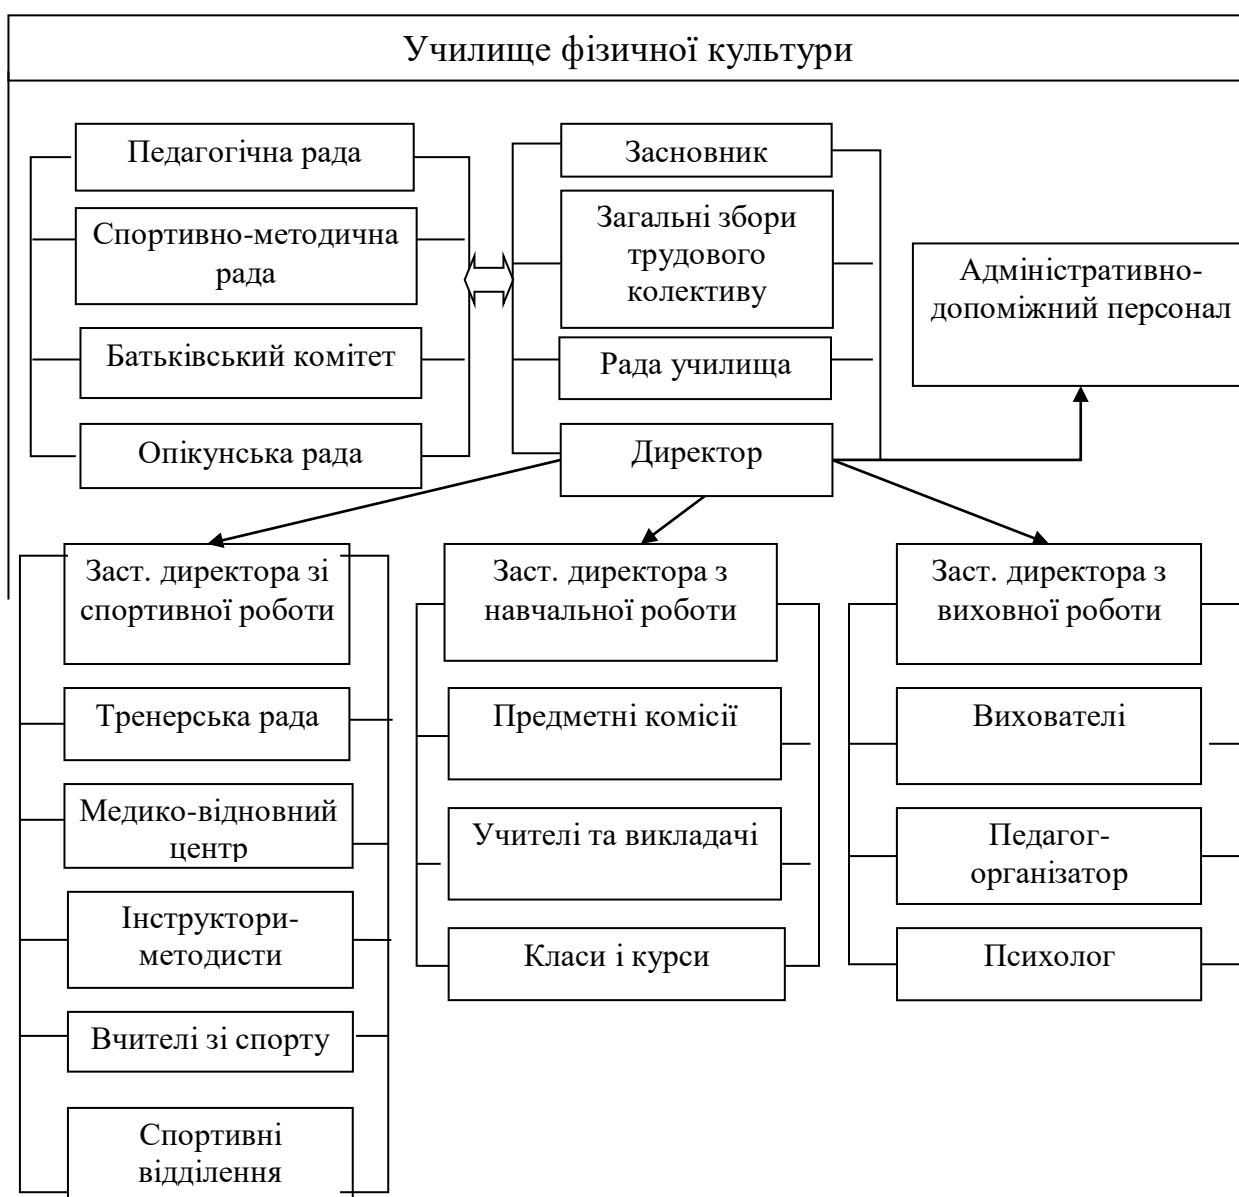 Училище фізичної культури
Педагогічна рада
Спортивно-методична
рада
Батьківський комітет
Опікунська рада
Засновник
Загальні збори
трудового
колективу
Рада училища
Директор
Адміністративно-
допоміжний персонал
Заст. директора зі
спортивної роботи
Тренерська рада
Медико-відновний
центр
Інструктори-
методисти
Вчителі зі спорту
Спортивні
відділення
Заст. директора з
навчальної роботи
Предметні комісії
Учителі та викладачі
Класи і курси
Заст. директора з
виховної роботи
Вихователі
Педагог-
організатор
Психолог